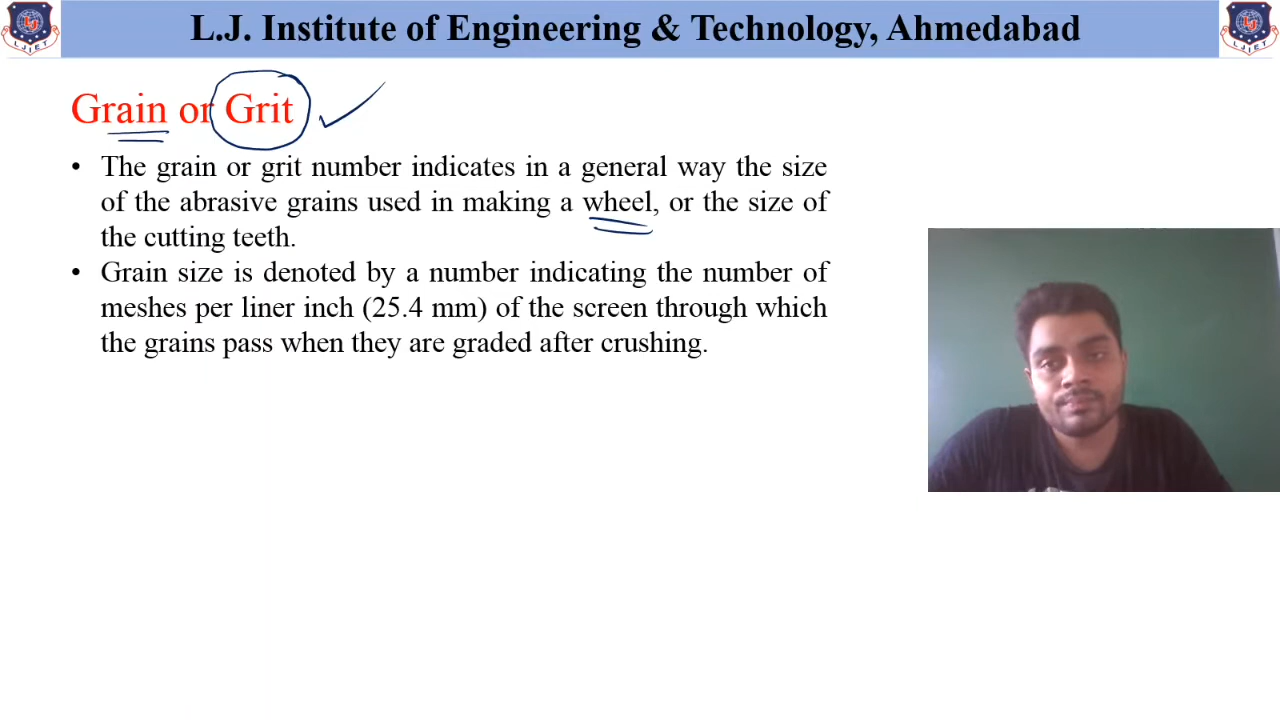 L.J. Institute of Engineering & Technology, Ahmedabad
LJIET
LJIET
Grain or Grit
• The grain or grit number indicates in a general way the size
of the abrasive grains used in making a wheel, or the size of
the cutting teeth.
• Grain size is denoted by a number indicating the number of
meshes per liner inch (25.4 mm) of the screen through which
the grains pass when they are graded after crushing.